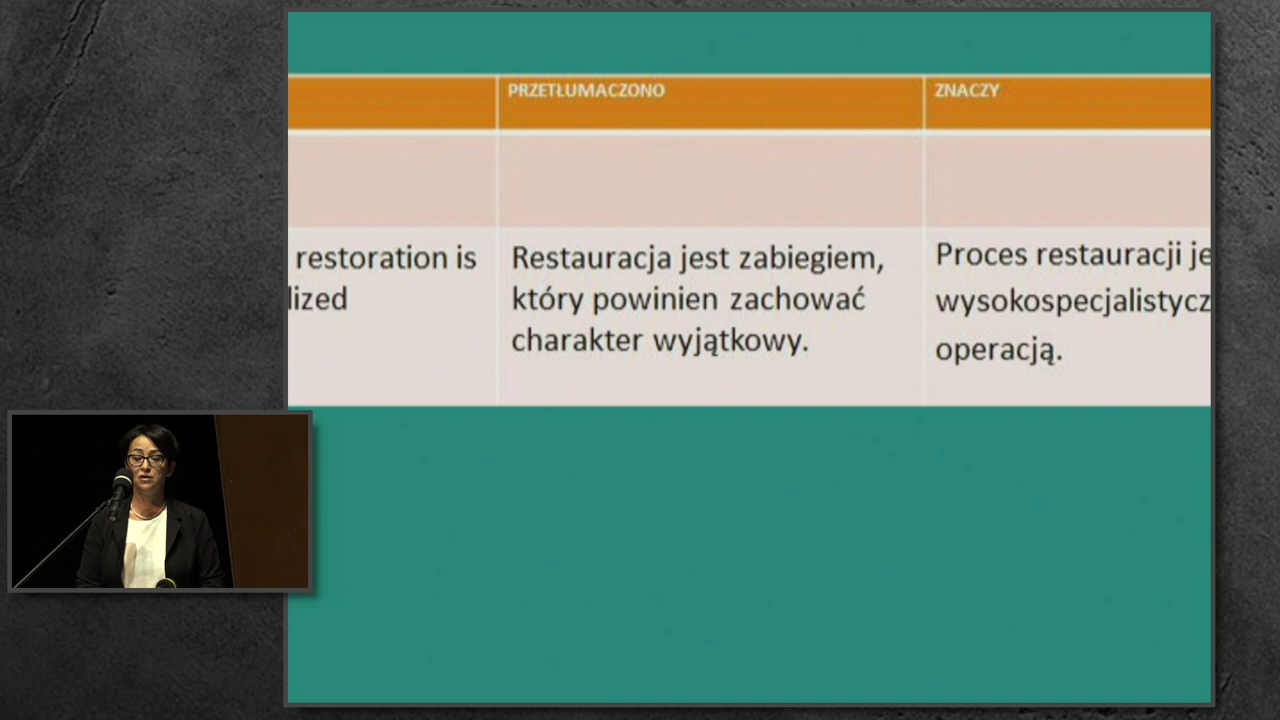 PRZETŁUMACZONO
ZNACZY
restoration is
lized
Restauracja jest zabiegiem,
który powinien zachować
charakter wyjątkowy.
Proces restauracji je
wysokospecjalistycz
operacją.